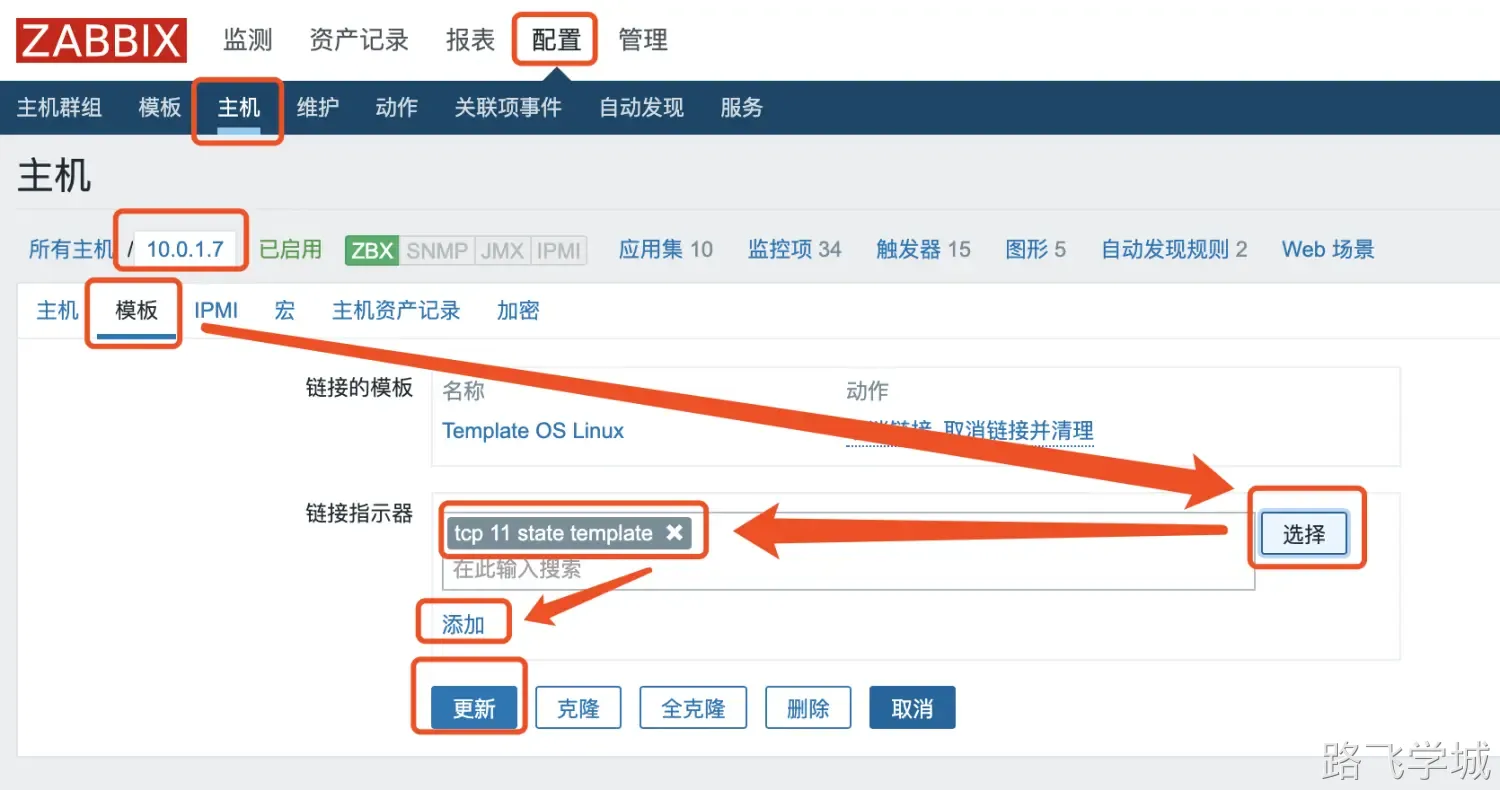 ZABBIX 监测 资产记录 报表 配置 管理
主机群组 模板 主机 维护 动作 关联项事件 自动发现 服务
主机
所有主机 / 10.0.1.7 已启用 ZBX SNMP JMX IPMI 应用集 10 监控项 34 触发器 15 图形 5 自动发现规则 2 Web 场景
主机 模板 IPMI 宏 主机资产记录 加密
链接的模板 名称 动作
Template OS Linux 取消链接并清理
链接指示器 tcp 11 state template ✖ 选择
在此输入搜索
添加
更新 克隆 全克隆 删除 取消
路飞学城